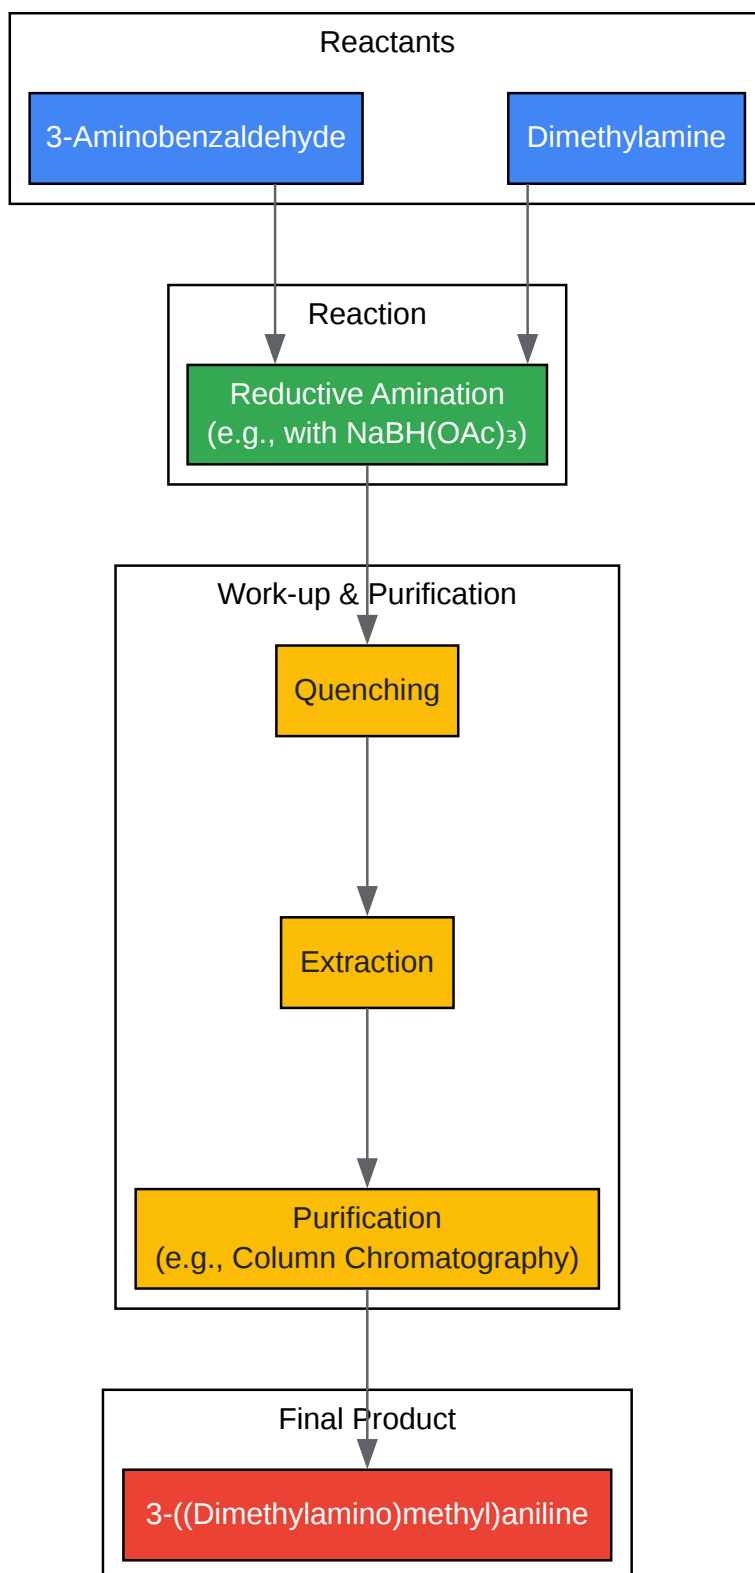 Reactants
3-Aminobenzaldehyde
Dimethylamine
Reaction
Reductive Amination
(e.g., with NaBH(OAc)₃)
Work-up & Purification
Quenching
Extraction
Purification
(e.g., Column Chromatography)
Final Product
3-((Dimethylamino)methyl)aniline